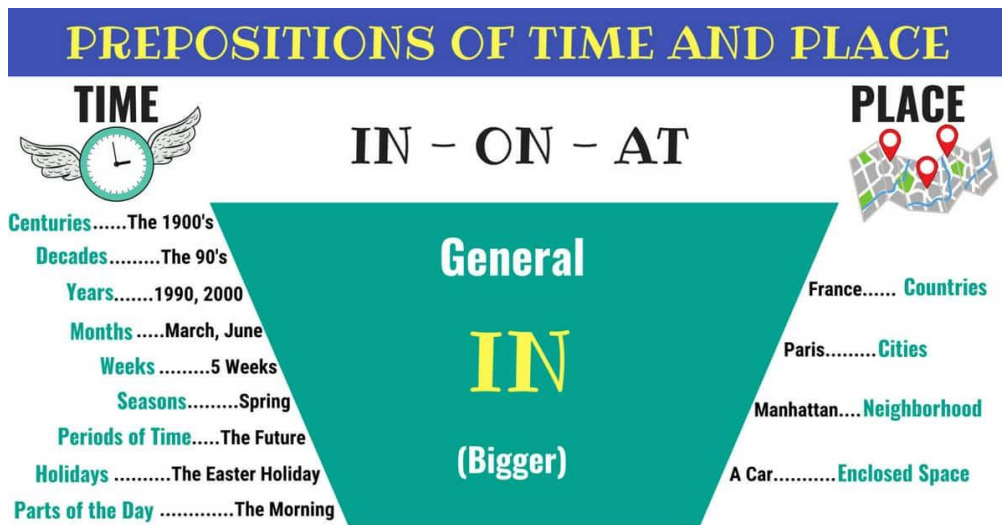 PREPOSITIONS OF TIME AND PLACE
TIME
IN - ON - AT
PLACE
Centuries......The 1900's
Decades.........The 90's
Years.......1990, 2000
Months .....March, June
Weeks .........5 Weeks
Seasons.........Spring
Periods of Time.....The Future
Holidays ..........The Easter Holiday
Parts of the Day .............The Morning
General
IN
(Bigger)
France...... Countries
Paris.........Cities
Manhattan....Neighborhood
A Car...........Enclosed Space